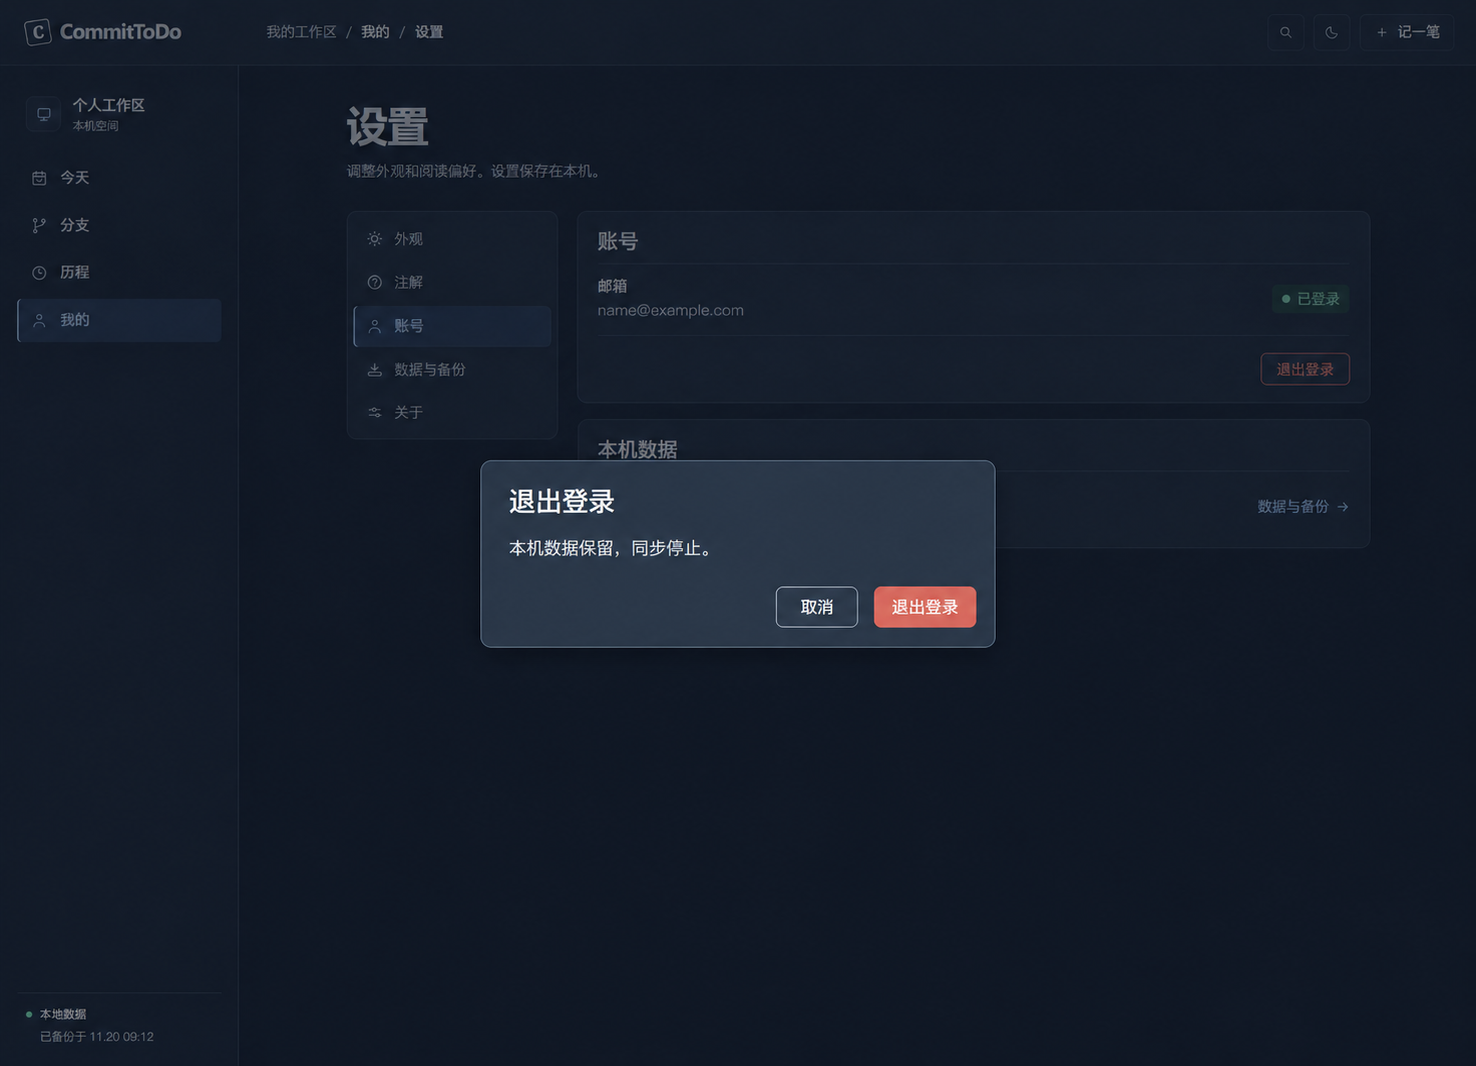 C CommitToDo
我的工作区 / 我的 / 设置
+ 记一笔
个人工作区
本机空间
今天
分支
历程
我的
设置
调整外观和阅读偏好。设置保存在本机。
外观
注解
账号
数据与备份
关于
账号
邮箱
name@example.com
已登录
退出登录
本机数据
数据与备份 →
退出登录
本机数据保留，同步停止。
取消
退出登录
本地数据
已备份于 11.20 09:12